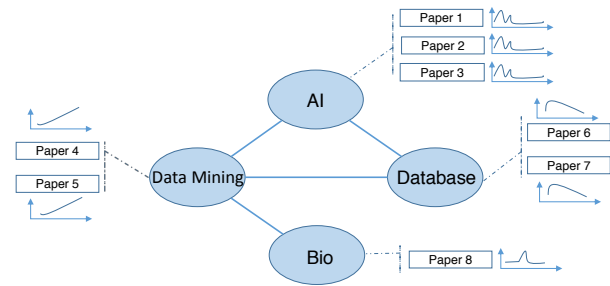 Paper 1
Paper 2
Paper 3
AI
Paper 4
Paper 5
Data Mining
Database
Paper 6
Paper 7
Bio
Paper 8